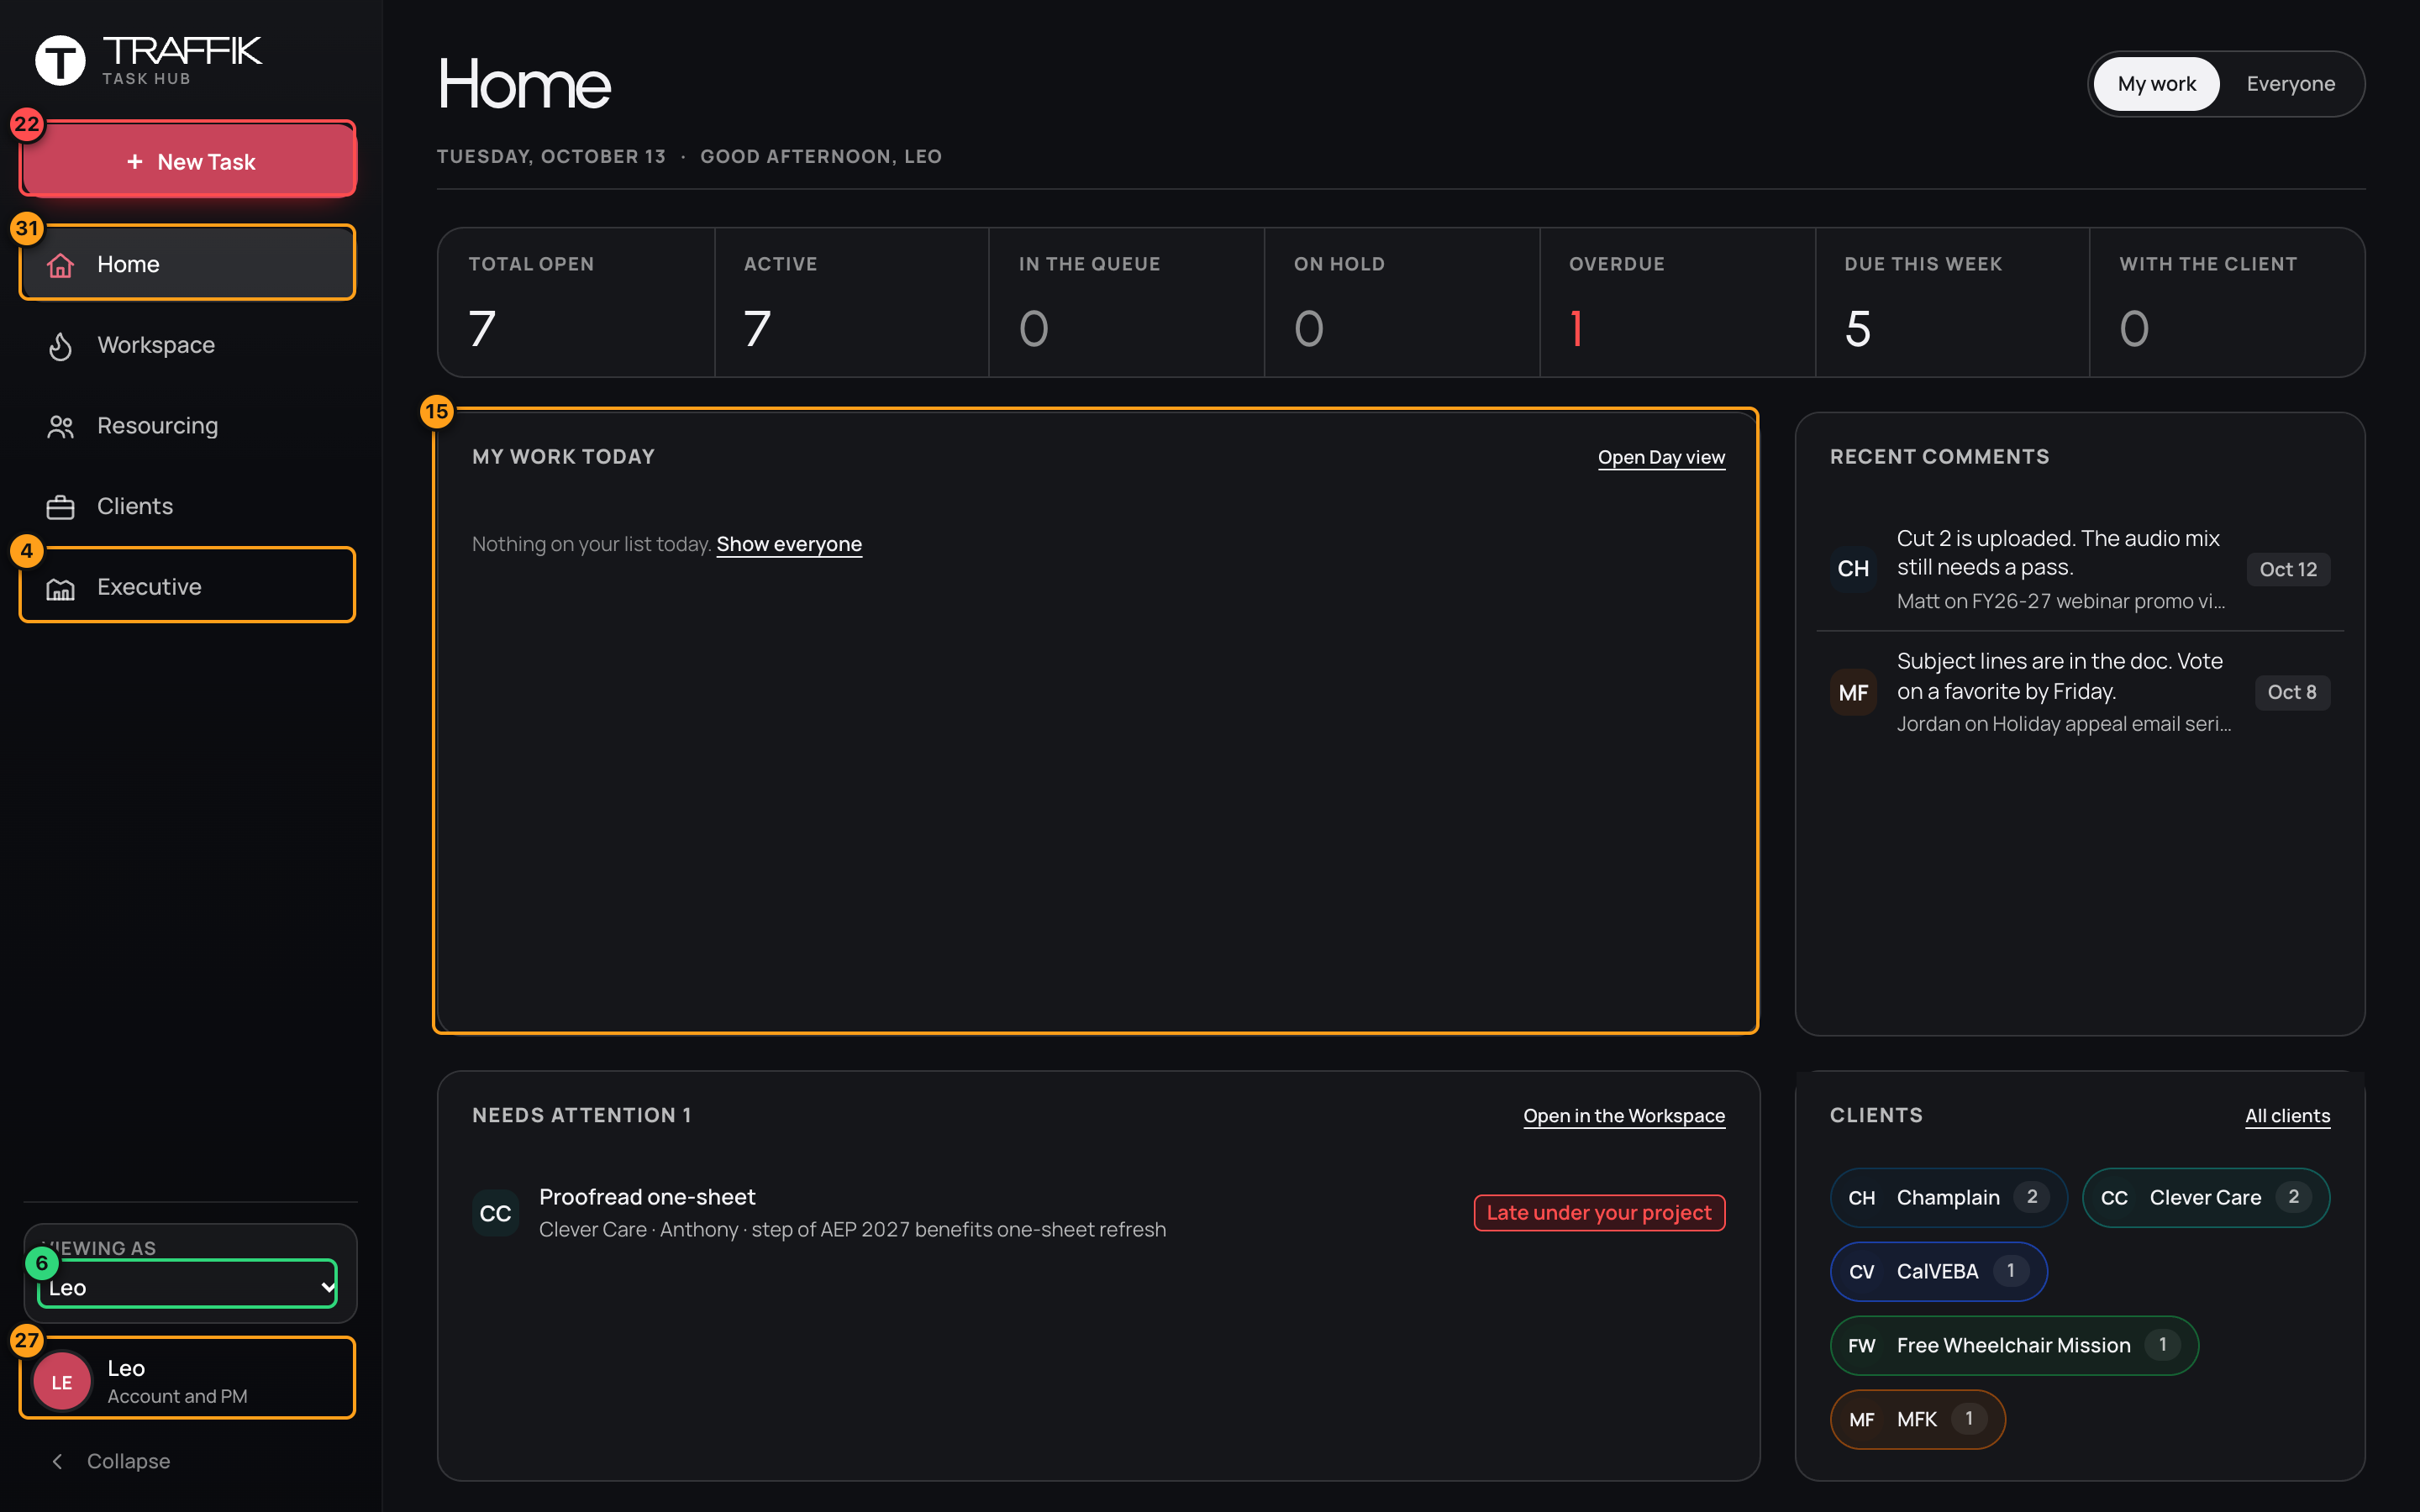 T TRAFFIK
TASK HUB
22
+ New Task
31
Home
Workspace
Resourcing
Clients
4
Executive
VIEWING AS
6
Leo
27
LE
Leo
Account and PM
Collapse
Home
My work
Everyone
TUESDAY, OCTOBER 13 · GOOD AFTERNOON, LEO
TOTAL OPEN
7
ACTIVE
7
IN THE QUEUE
0
ON HOLD
0
OVERDUE
1
DUE THIS WEEK
5
WITH THE CLIENT
0
15
MY WORK TODAY
Open Day view
Nothing on your list today. Show everyone
RECENT COMMENTS
CH
Cut 2 is uploaded. The audio mix
still needs a pass.
Matt on FY26-27 webinar promo vi...
Oct 12
MF
Subject lines are in the doc. Vote
on a favorite by Friday.
Jordan on Holiday appeal email seri...
Oct 8
NEEDS ATTENTION 1
Open in the Workspace
CC
Proofread one-sheet
Clever Care · Anthony · step of AEP 2027 benefits one-sheet refresh
Late under your project
CLIENTS
All clients
CH Champlain 2
CC Clever Care 2
CV CalVEBA 1
FW Free Wheelchair Mission 1
MF MFK 1